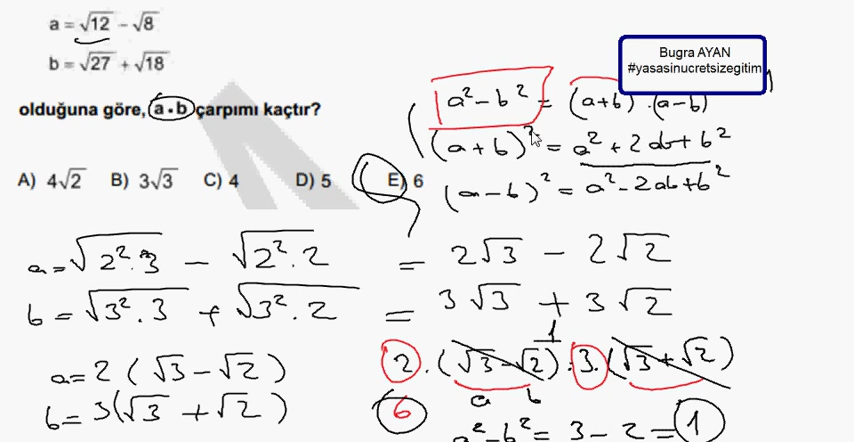 a = √12 - √8
b = √27 + √18
olduğuna göre, a • b çarpımı kaçtır?
A) 4√2 B) 3√3 C) 4 D) 5 E) 6
Bugra AYAN
#yasasinucretsizegitim
a² - b² = (a+b) . (a-b)
(a + b)² = a² + 2ab + b²
(a - b)² = a² - 2ab + b²
a = √2².3 - √2².2 = 2√3 - 2√2
b = √3².3 + √3².2 = 3√3 + 3√2
1
a = 2 (√3 - √2)
b = 3(√3 + √2)
2 . (√3 - √2) . 3 . (√3 + √2)
a b
6
a² - b² = 3 - 2 = 1